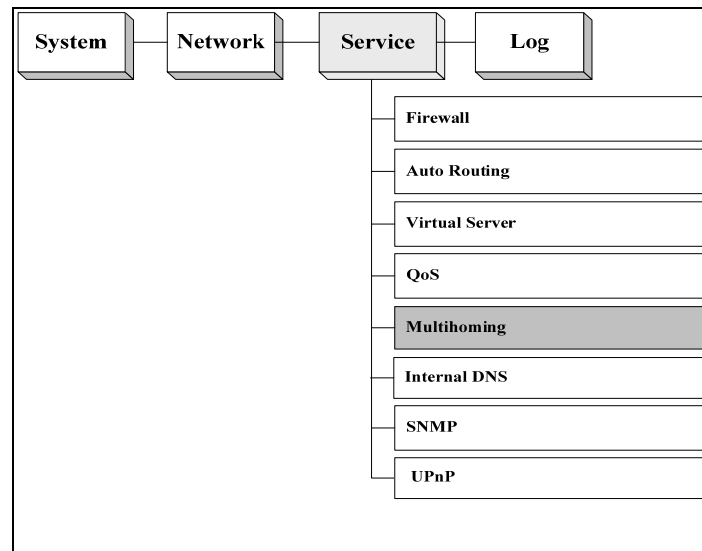 System
Network
Service
Log
Firewall
Auto Routing
Virtual Server
QoS
Multihoming
Internal DNS
SNMP
UPnP